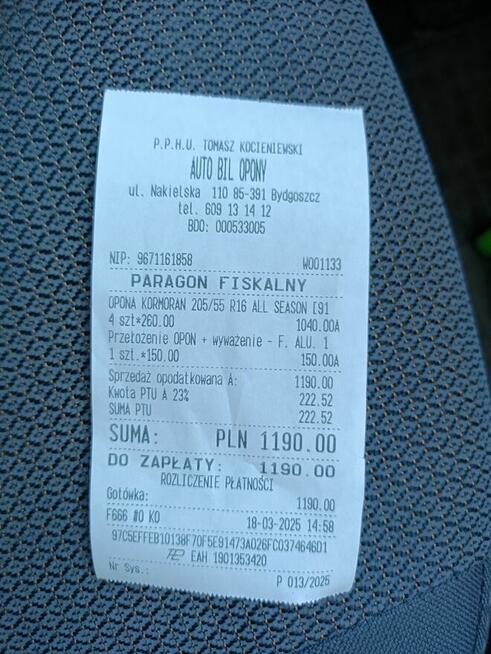 P.P.H.U. TOMASZ KOCIENIEWSKI
AUTO BIL OPONY
ul. Nakielska 110 85-391 Bydgoszcz
tel. 609 13 14 12
BDO: 000533005
NIP: 9671161858 W001133
PARAGON FISKALNY
OPONA KORMORAN 205/55 R16 ALL SEASON [91
4 szt*260.00 1040.00A
Przełożenie OPON + wyważenie - F. ALU. 1
1 szt.*150.00 150.00A
Sprzedaż opodatkowana A: 1190.00
Kwota PTU A 23% 222.52
SUMA PTU 222.52
SUMA: PLN 1190.00
DO ZAPŁATY: 1190.00
ROZLICZENIE PŁATNOŚCI
Gotówka: 1190.00
F666 #0 KO 18-03-2025 14:58
97C5EFFEB10138F70F5E91473A026FC037464601
EAH 1901353420
Nr Sys.: P 013/2025